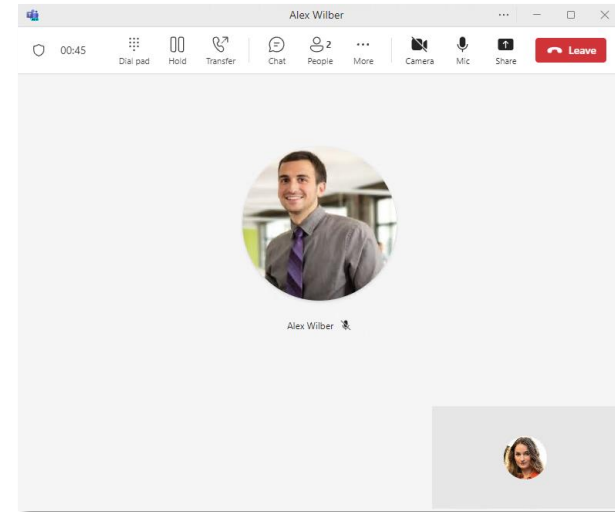 Alex Wilber
00:45
2
Dial pad Hold Transfer Chat People More Camera Mic Share Leave
Alex Wilber